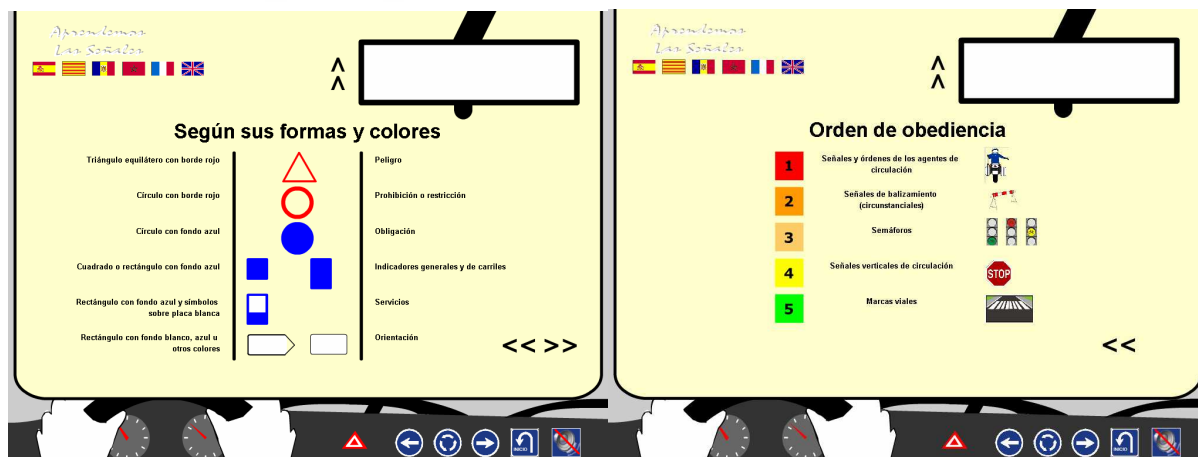 Aprendemos
Las Señales
Según sus formas y colores
Triángulo equilátero con borde rojo
Peligro
Círculo con borde rojo
Prohibición o restricción
Círculo con fondo azul
Obligación
Cuadrado o rectángulo con fondo azul
Indicadores generales y de carriles
Rectángulo con fondo azul y símbolos
sobre placa blanca
Servicios
Rectángulo con fondo blanco, azul u
otros colores
Orientación
<< >>
INICIO
Aprendemos
Las Señales
Orden de obediencia
1
Señales y órdenes de los agentes de
circulación
2
Señales de balizamiento
(circunstanciales)
3
Semáforos
4
Señales verticales de circulación
STOP
5
Marcas viales
<<
INICIO